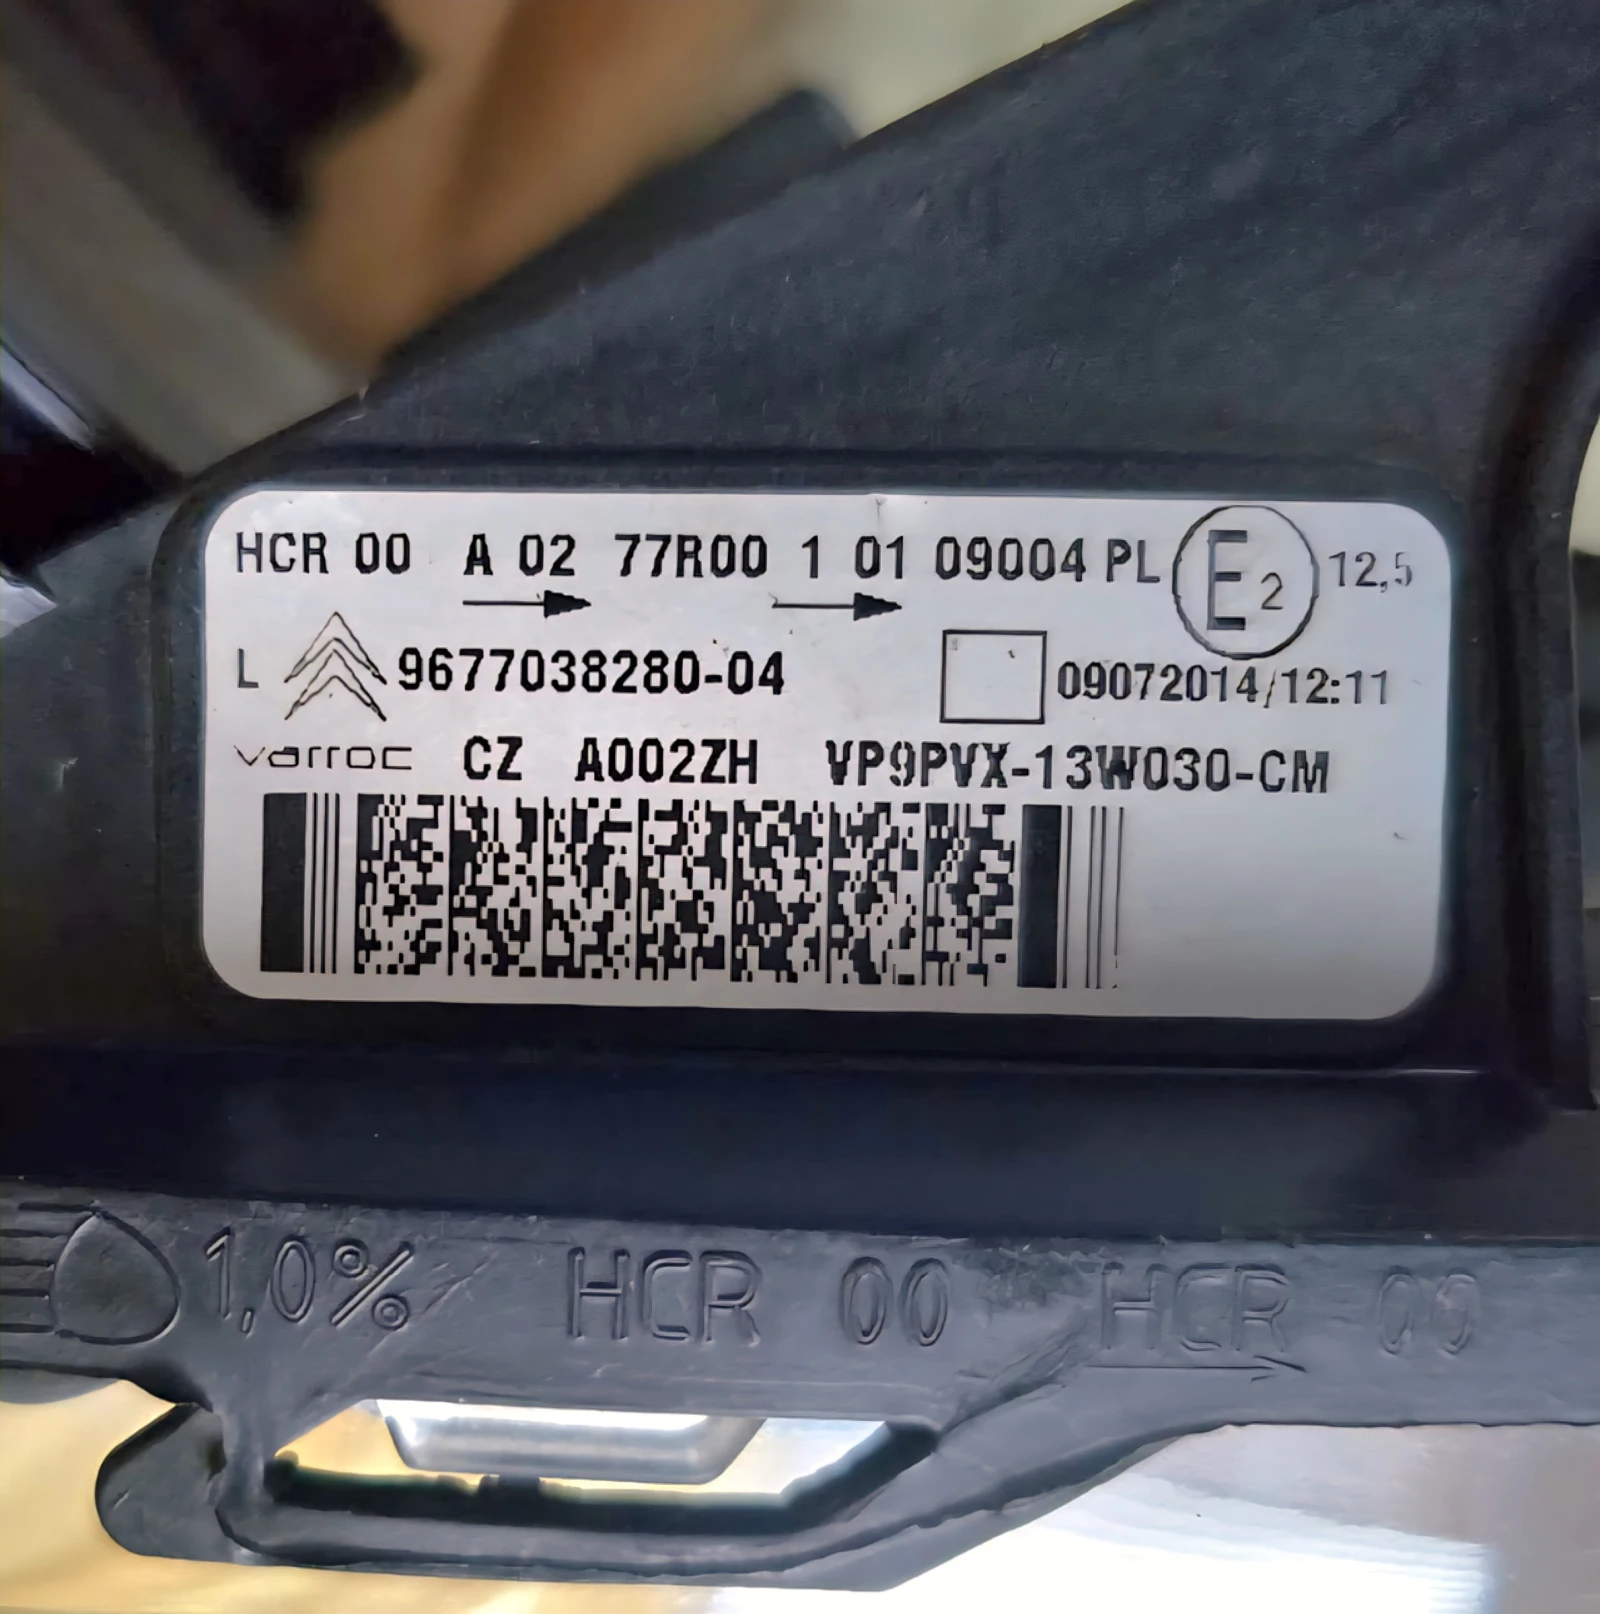 HCR 00 A 02 77R00 1 01 09004 PL E2 12,5
L 9677038280-04 09072014/12:11
varroc CZ A002ZH VP9PVX-13W030-CM
1,0% HCR 00 HCR 00